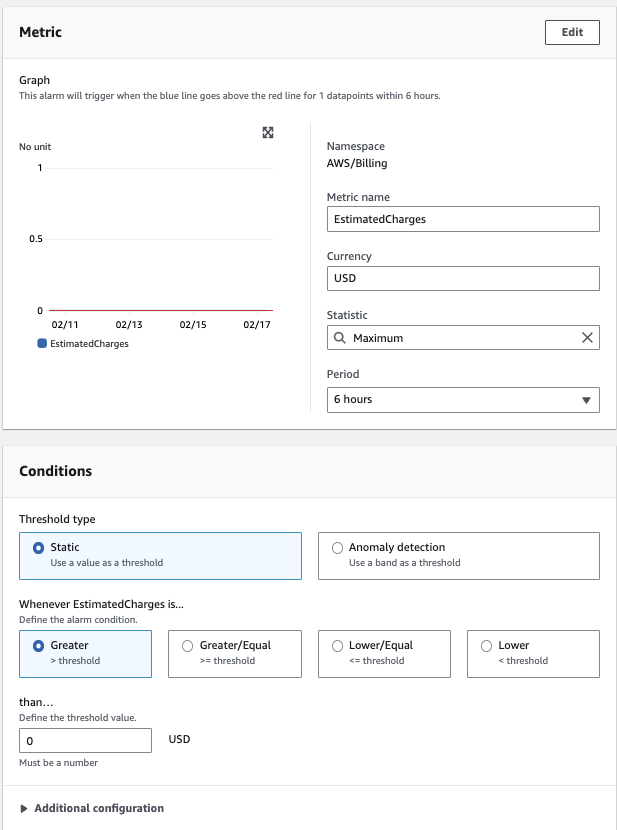 Metric
Edit
Graph
This alarm will trigger when the blue line goes above the red line for 1 datapoints within 6 hours.
No unit
1
0.5
0
02/11 02/13 02/15 02/17
EstimatedCharges
Namespace
AWS/Billing
Metric name
EstimatedCharges
Currency
USD
Statistic
Maximum
Period
6 hours
Conditions
Threshold type
Static
Use a value as a threshold
Anomaly detection
Use a band as a threshold
Whenever EstimatedCharges is...
Define the alarm condition.
Greater
> threshold
Greater/Equal
>= threshold
Lower/Equal
<= threshold
Lower
< threshold
than...
Define the threshold value.
0
USD
Must be a number
Additional configuration